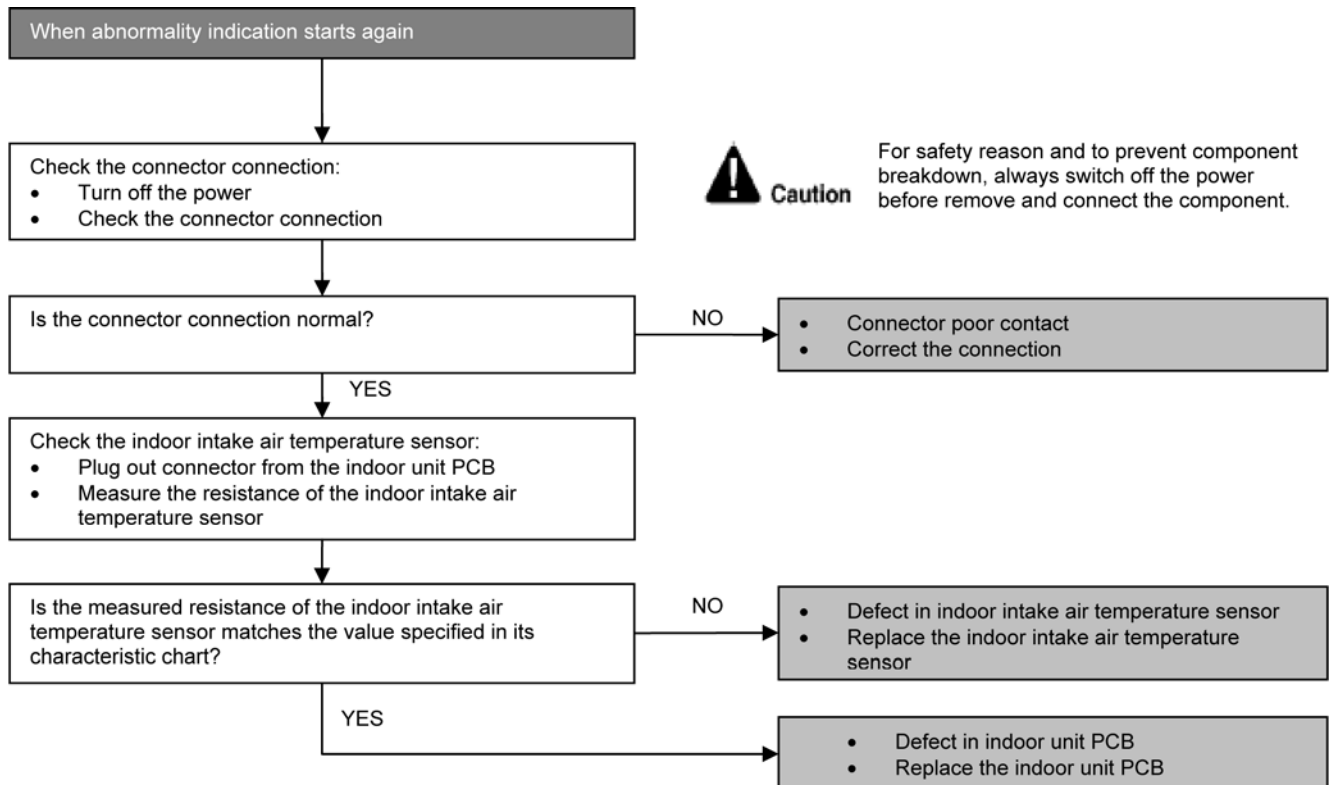 When abnormality indication starts again
Check the connector connection:
• Turn off the power
• Check the connector connection
Caution
For safety reason and to prevent component
breakdown, always switch off the power
before remove and connect the component.
Is the connector connection normal?
NO
• Connector poor contact
• Correct the connection
YES
Check the indoor intake air temperature sensor:
• Plug out connector from the indoor unit PCB
• Measure the resistance of the indoor intake air
temperature sensor
Is the measured resistance of the indoor intake air
temperature sensor matches the value specified in its
characteristic chart?
NO
• Defect in indoor intake air temperature sensor
• Replace the indoor intake air temperature
sensor
YES
• Defect in indoor unit PCB
• Replace the indoor unit PCB